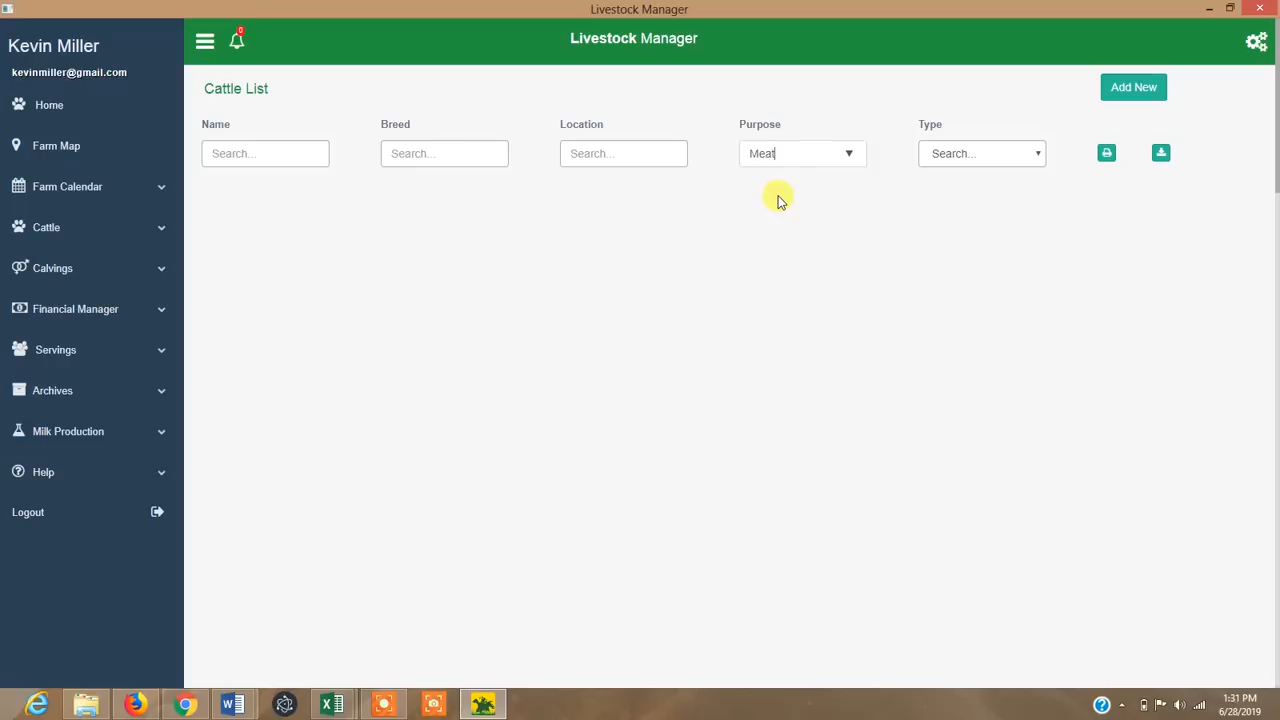 Livestock Manager
Kevin Miller
kevinmiller@gmail.com
Home
Farm Map
Farm Calendar
Cattle
Calvings
Financial Manager
Servings
Archives
Milk Production
Help
Logout
0
Livestock Manager
Cattle List
Add New
Name Breed Location Purpose Type
Search... Search... Search... Meat Search...
1:31 PM
6/28/2019